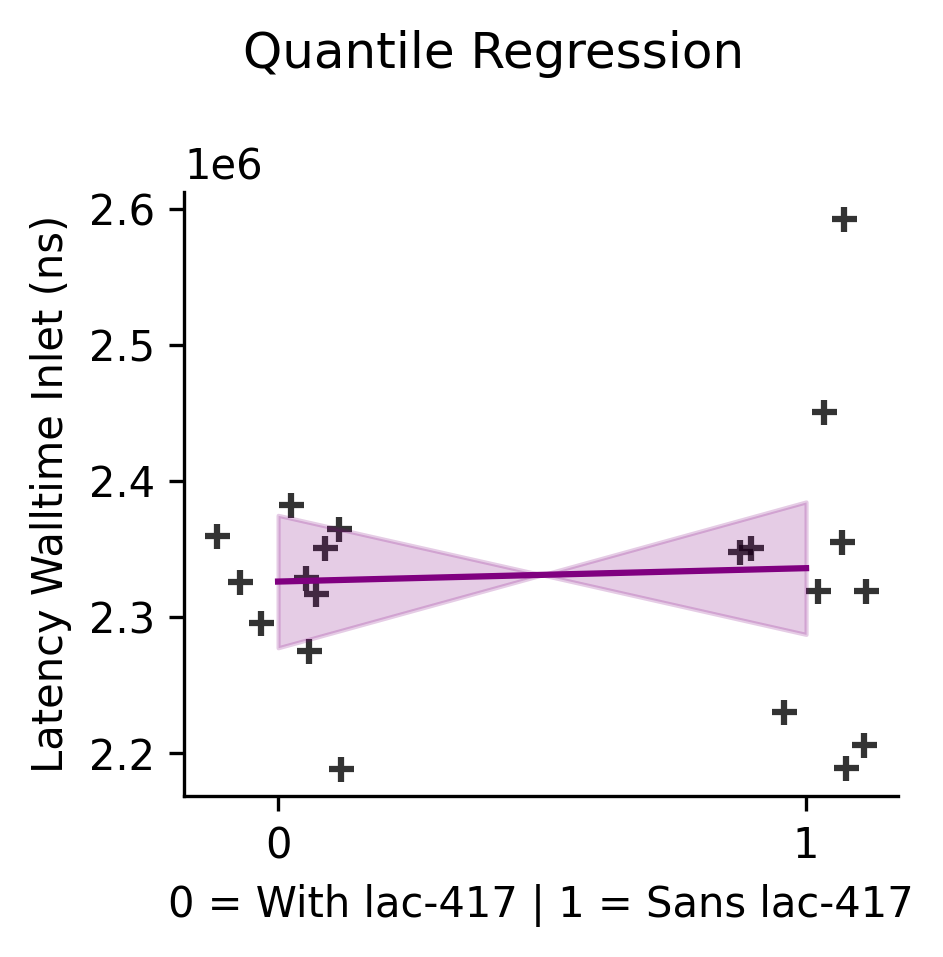 Quantile Regression
1e6
2.6
2.5
2.4
2.3
2.2
Latency Walltime Inlet (ns)
0 1
0 = With lac-417 | 1 = Sans lac-417